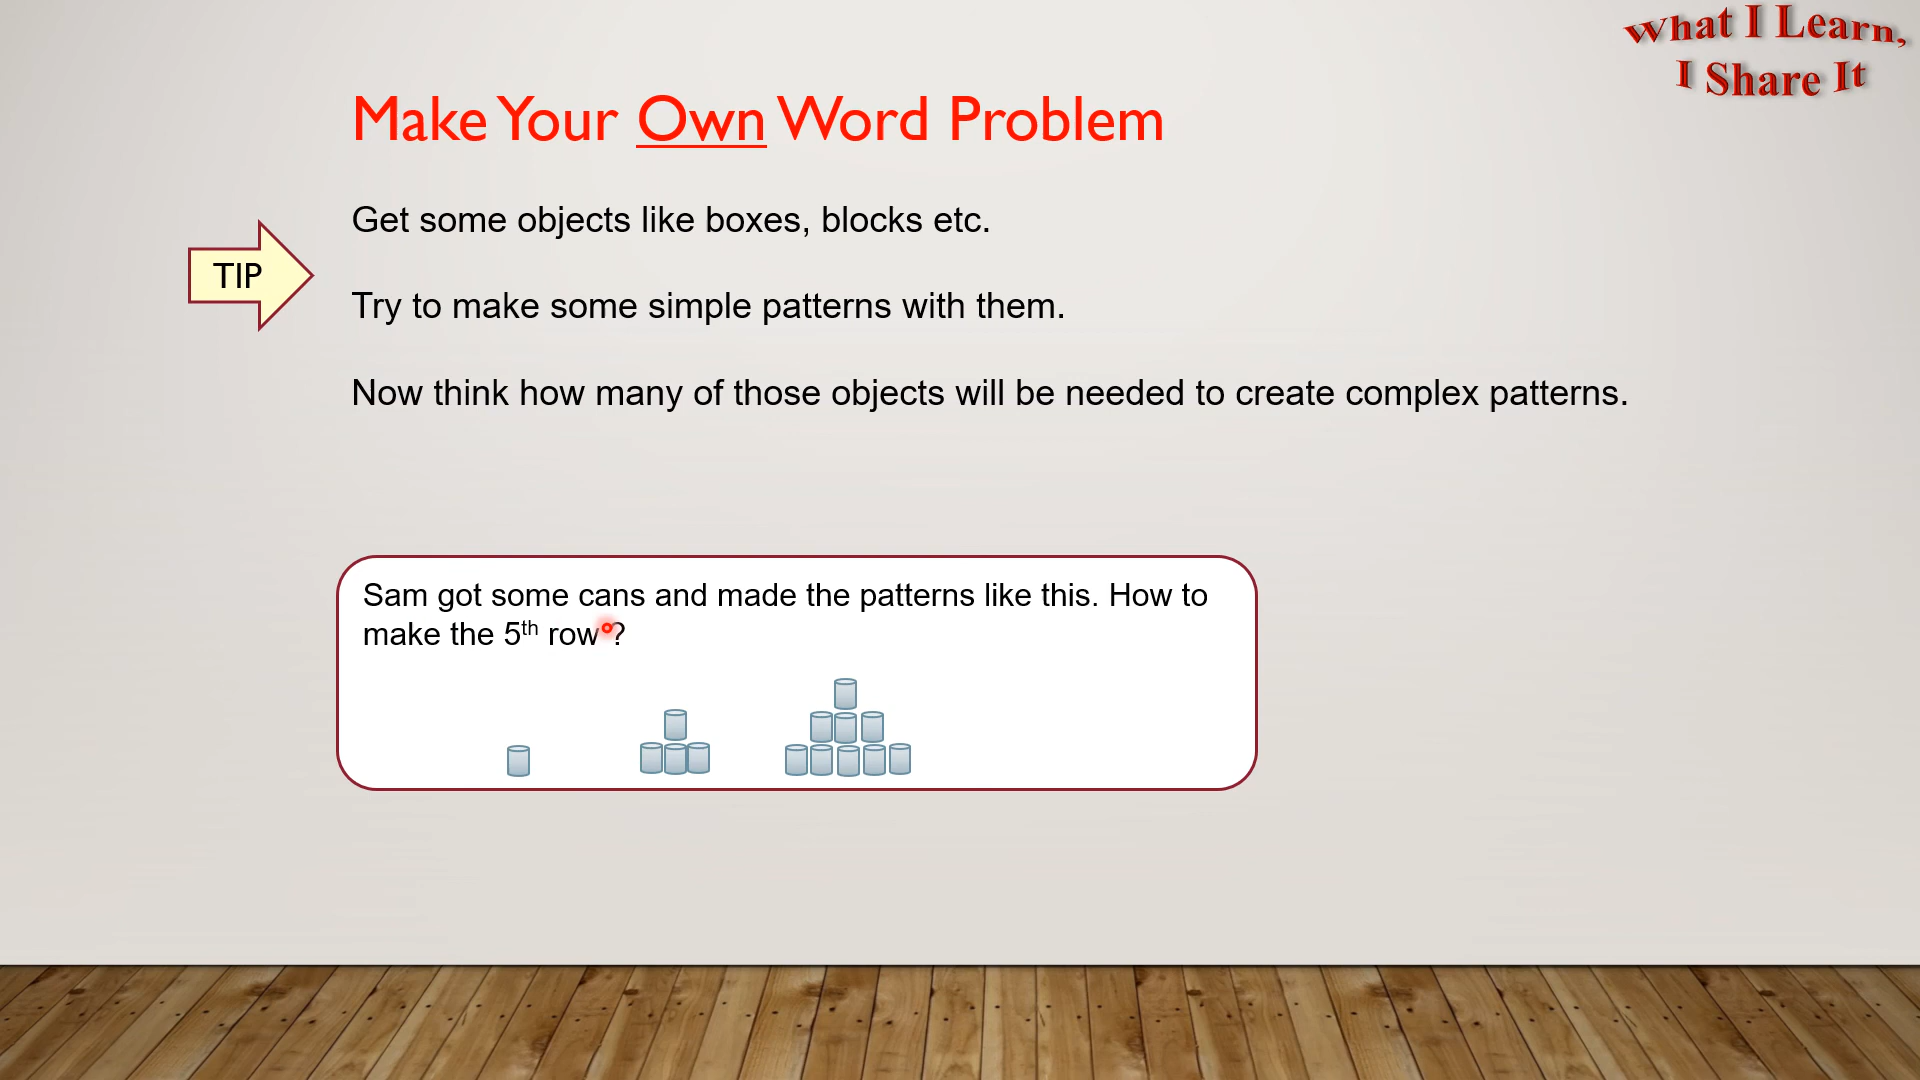 What I Learn,
I Share It
Make Your Own Word Problem
Get some objects like boxes, blocks etc.
TIP
Try to make some simple patterns with them.
Now think how many of those objects will be needed to create complex patterns.
Sam got some cans and made the patterns like this. How to
make the 5th row ?